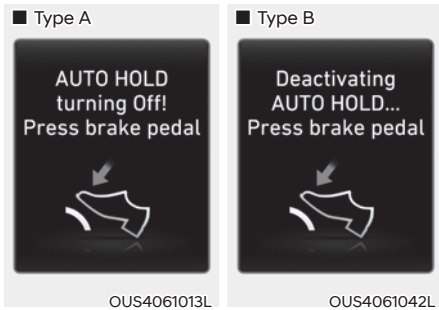 ■ Type A
AUTO HOLD
turning Off!
Press brake pedal
OUS4061013L
■ Type B
Deactivating
AUTO HOLD...
Press brake pedal
OUS4061042L